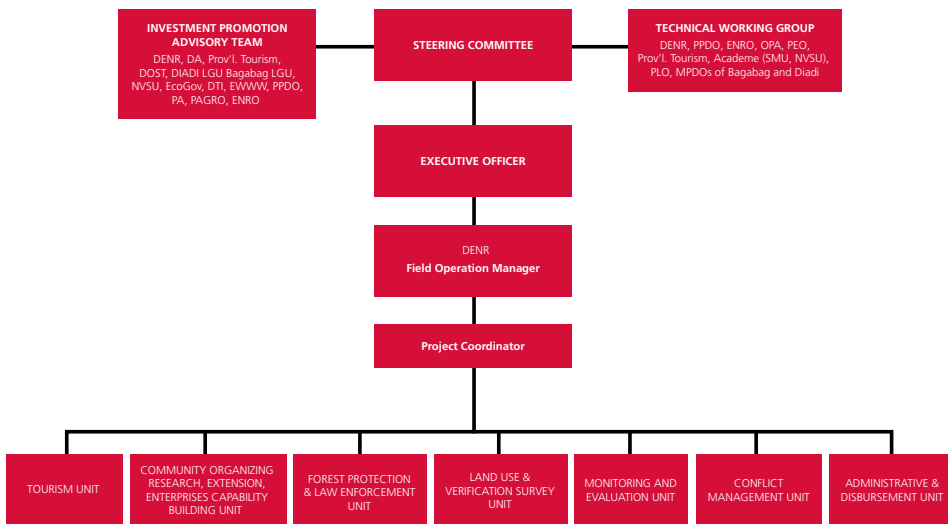 INVESTMENT PROMOTION
ADVISORY TEAM
DENR, DA, Prov'l. Tourism,
DOST, DIADI LGU Bagabag LGU,
NVSU, EcoGov, DTI, EWWW, PPDO,
PA, PAGRO, ENRO
STEERING COMMITTEE
TECHNICAL WORKING GROUP
DENR, PPDO, ENRO, OPA, PEO,
Prov'l. Tourism, Academe (SMU, NVSU),
PLO, MPDOs of Bagabag and Diadi
EXECUTIVE OFFICER
DENR
Field Operation Manager
Project Coordinator
TOURISM UNIT
COMMUNITY ORGANIZING
RESEARCH, EXTENSION,
ENTERPRISES CAPABILITY
BUILDING UNIT
FOREST PROTECTION
& LAW ENFORCEMENT
UNIT
LAND USE &
VERIFICATION SURVEY
UNIT
MONITORING AND
EVALUATION UNIT
CONFLICT
MANAGEMENT UNIT
ADMINISTRATIVE &
DISBURSEMENT UNIT